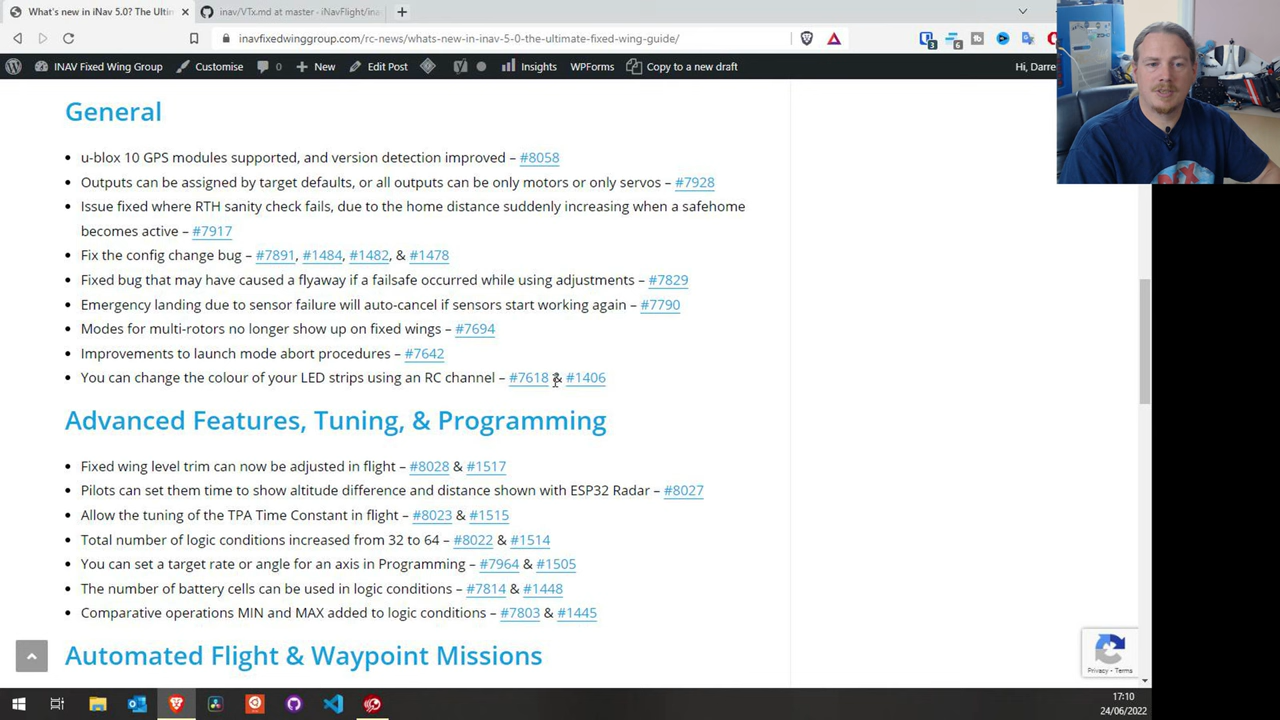 What's new in iNav 5.0? The Ultim
inav/VTx.md at master · iNavFlight/ina
inavfixedwinggroup.com/rc-news/whats-new-in-inav-5-0-the-ultimate-fixed-wing-guide/
3
6
INAV Fixed Wing Group
Customise
0
New
Edit Post
Insights
WPForms
Copy to a new draft
Hi, Darre
General
u-blox 10 GPS modules supported, and version detection improved – #8058
Outputs can be assigned by target defaults, or all outputs can be only motors or only servos – #7928
Issue fixed where RTH sanity check fails, due to the home distance suddenly increasing when a safehome
becomes active – #7917
Fix the config change bug – #7891, #1484, #1482, & #1478
Fixed bug that may have caused a flyaway if a failsafe occurred while using adjustments – #7829
Emergency landing due to sensor failure will auto-cancel if sensors start working again – #7790
Modes for multi-rotors no longer show up on fixed wings – #7694
Improvements to launch mode abort procedures – #7642
You can change the colour of your LED strips using an RC channel – #7618 & #1406
Advanced Features, Tuning, & Programming
Fixed wing level trim can now be adjusted in flight – #8028 & #1517
Pilots can set them time to show altitude difference and distance shown with ESP32 Radar – #8027
Allow the tuning of the TPA Time Constant in flight – #8023 & #1515
Total number of logic conditions increased from 32 to 64 – #8022 & #1514
You can set a target rate or angle for an axis in Programming – #7964 & #1505
The number of battery cells can be used in logic conditions – #7814 & #1448
Comparative operations MIN and MAX added to logic conditions – #7803 & #1445
Automated Flight & Waypoint Missions
Privacy - Terms
17:10
24/06/2022